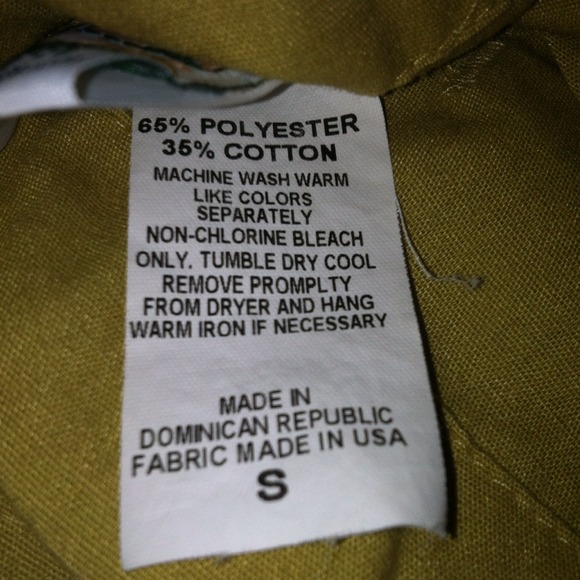 65% POLYESTER
35% COTTON
MACHINE WASH WARM
LIKE COLORS
SEPARATELY
NON-CHLORINE BLEACH
ONLY. TUMBLE DRY COOL
REMOVE PROMPLTY
FROM DRYER AND HANG
WARM IRON IF NECESSARY
MADE IN
DOMINICAN REPUBLIC
FABRIC MADE IN USA
S